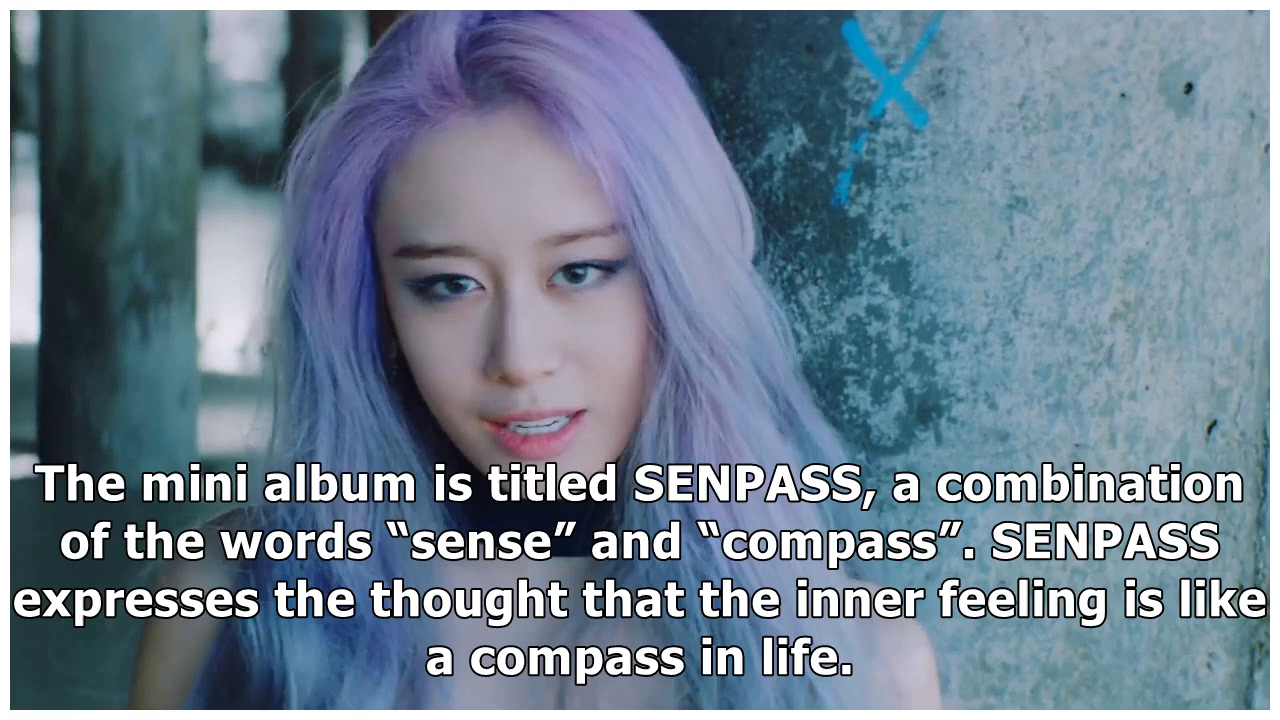 The mini album is titled SENPASS, a combination
of the words “sense” and “compass”. SENPASS
expresses the thought that the inner feeling is like
a compass in life.